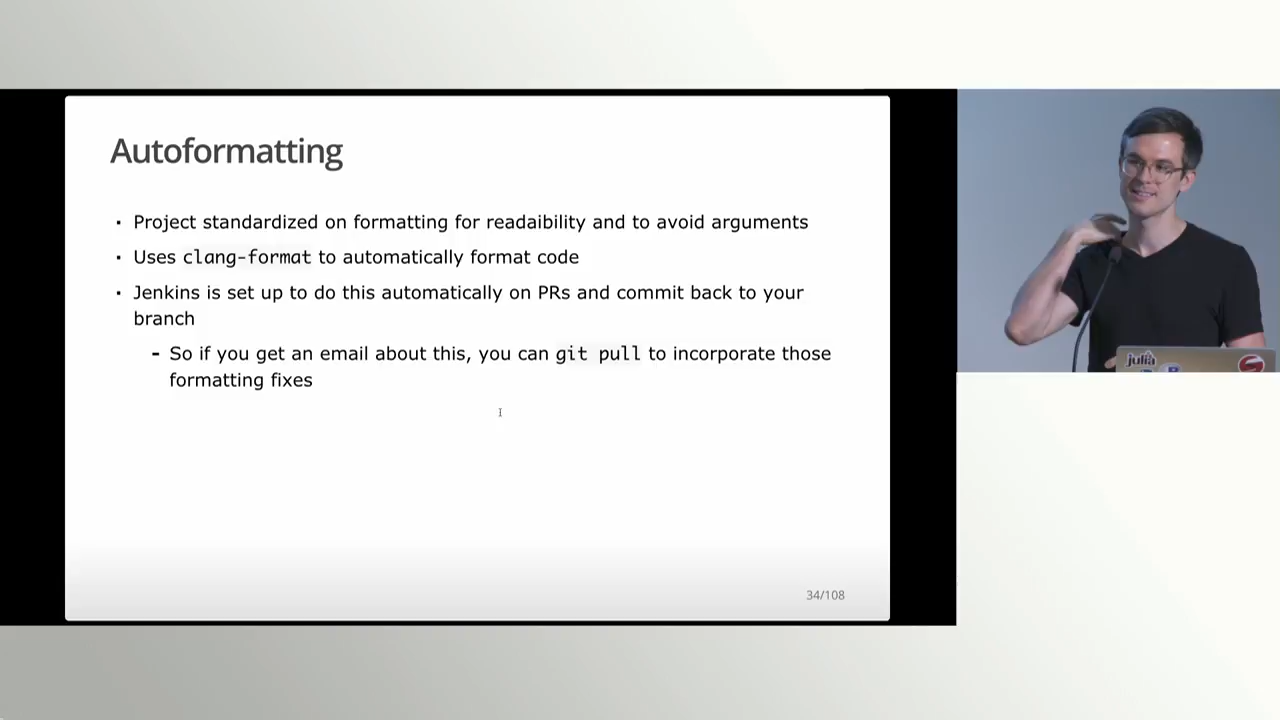 Autoformatting
▪ Project standardized on formatting for readaibility and to avoid arguments
▪ Uses clang-format to automatically format code
▪ Jenkins is set up to do this automatically on PRs and commit back to your
branch
- So if you get an email about this, you can git pull to incorporate those
formatting fixes
34/108
julia